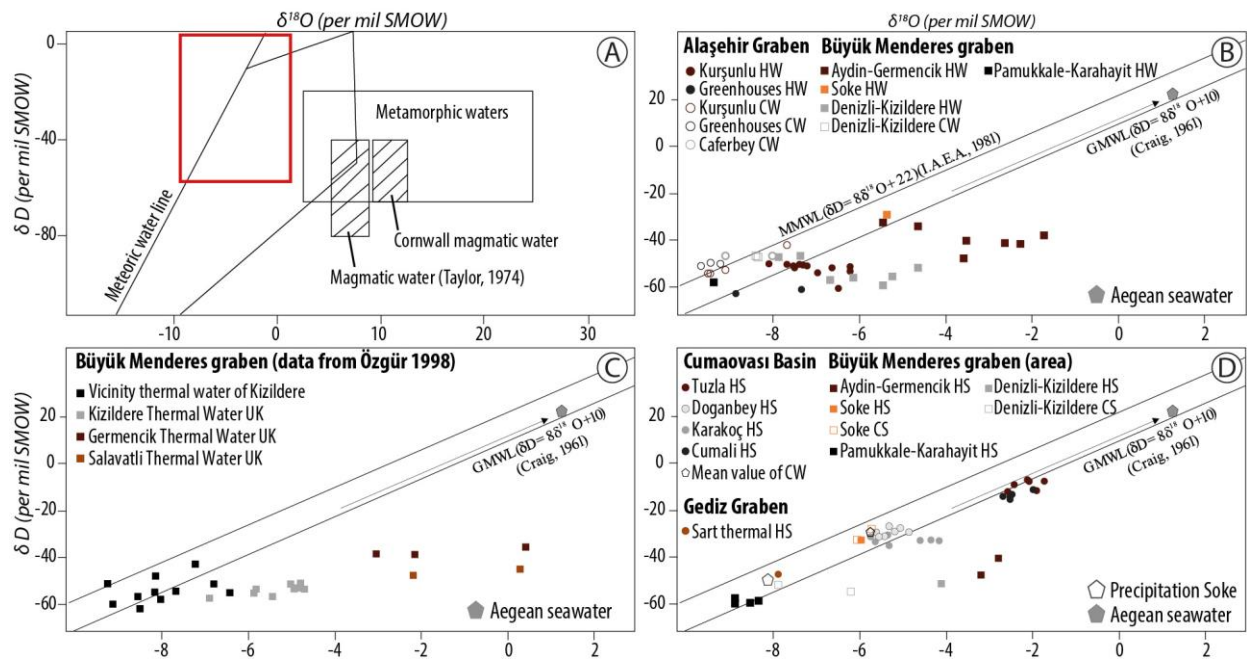 δ¹⁸O (per mil SMOW)
δ¹⁸O (per mil SMOW)
A
0
-40
-80
δ D (per mil SMOW)
Meteoric water line
Metamorphic waters
Cornwall magmatic water
Magmatic water (Taylor, 1974)
-10
0
10
20
30
B
Alaşehir Graben
Kurşunlu HW
Greenhouses HW
Kurşunlu CW
Greenhouses CW
Caferbey CW
Büyük Menderes graben
Aydin-Germencik HW
Soke HW
Denizli-Kizildere HW
Denizli-Kizildere CW
Pamukkale-Karahayit HW
20
0
-20
-40
-60
MMWL (δD= 8δ¹⁸ O+ 22) (I.A.E.A., 1981)
GMWL (δD= 8δ¹⁸ O+10)
(Craig, 1961)
Aegean seawater
-8
-6
-4
-2
0
2
C
Büyük Menderes graben (data from Özgür 1998)
Vicinity thermal water of Kizildere
Kizildere Thermal Water UK
Germencik Thermal Water UK
Salavatli Thermal Water UK
δ D (per mil SMOW)
20
0
-20
-40
-60
GMWL (δD= 8δ¹⁸ O+10)
(Craig, 1961)
Aegean seawater
-8
-6
-4
-2
0
2
D
Cumaovası Basin
Tuzla HS
Doganbey HS
Karakoç HS
Cumali HS
Mean value of CW
Gediz Graben
Sart thermal HS
Büyük Menderes graben (area)
Aydin-Germencik HS
Soke HS
Soke CS
Pamukkale-Karahayit HS
Denizli-Kizildere HS
Denizli-Kizildere CS
20
0
-20
-40
-60
GMWL (δD= 8δ¹⁸ O+10)
(Craig, 1961)
Precipitation Soke
Aegean seawater
-8
-6
-4
-2
0
2